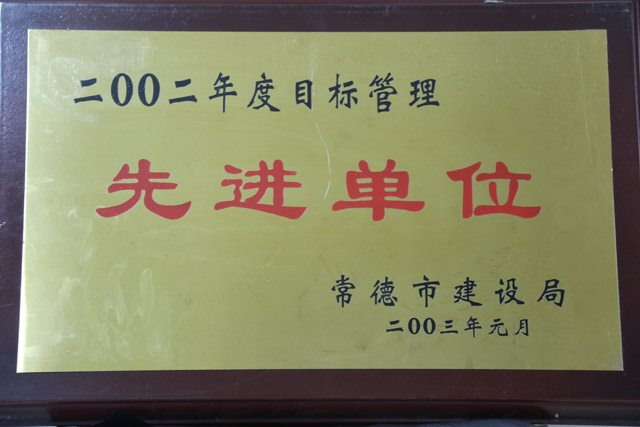 二00二年度目标管理
先进单位
常德市建设局
二00三年元月